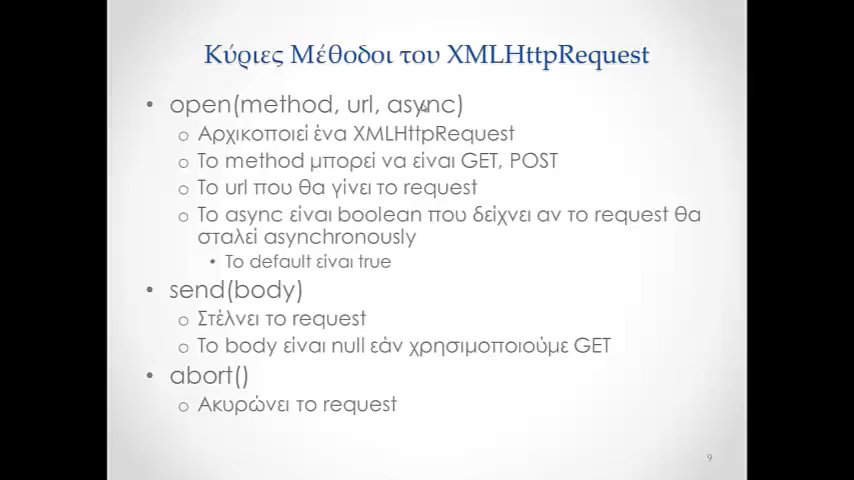 Κύριες Μέθοδοι του XMLHttpRequest
• open(method, url, async)
o Αρχικοποιεί ένα XMLHttpRequest
o Το method μπορεί να είναι GET, POST
o Το url που θα γίνει το request
o Το async είναι boolean που δείχνει αν το request θα
σταλεί asynchronously
• Το default είναι true
• send(body)
o Στέλνει το request
o Το body είναι null εάν χρησιμοποιούμε GET
• abort()
o Ακυρώνει το request
9